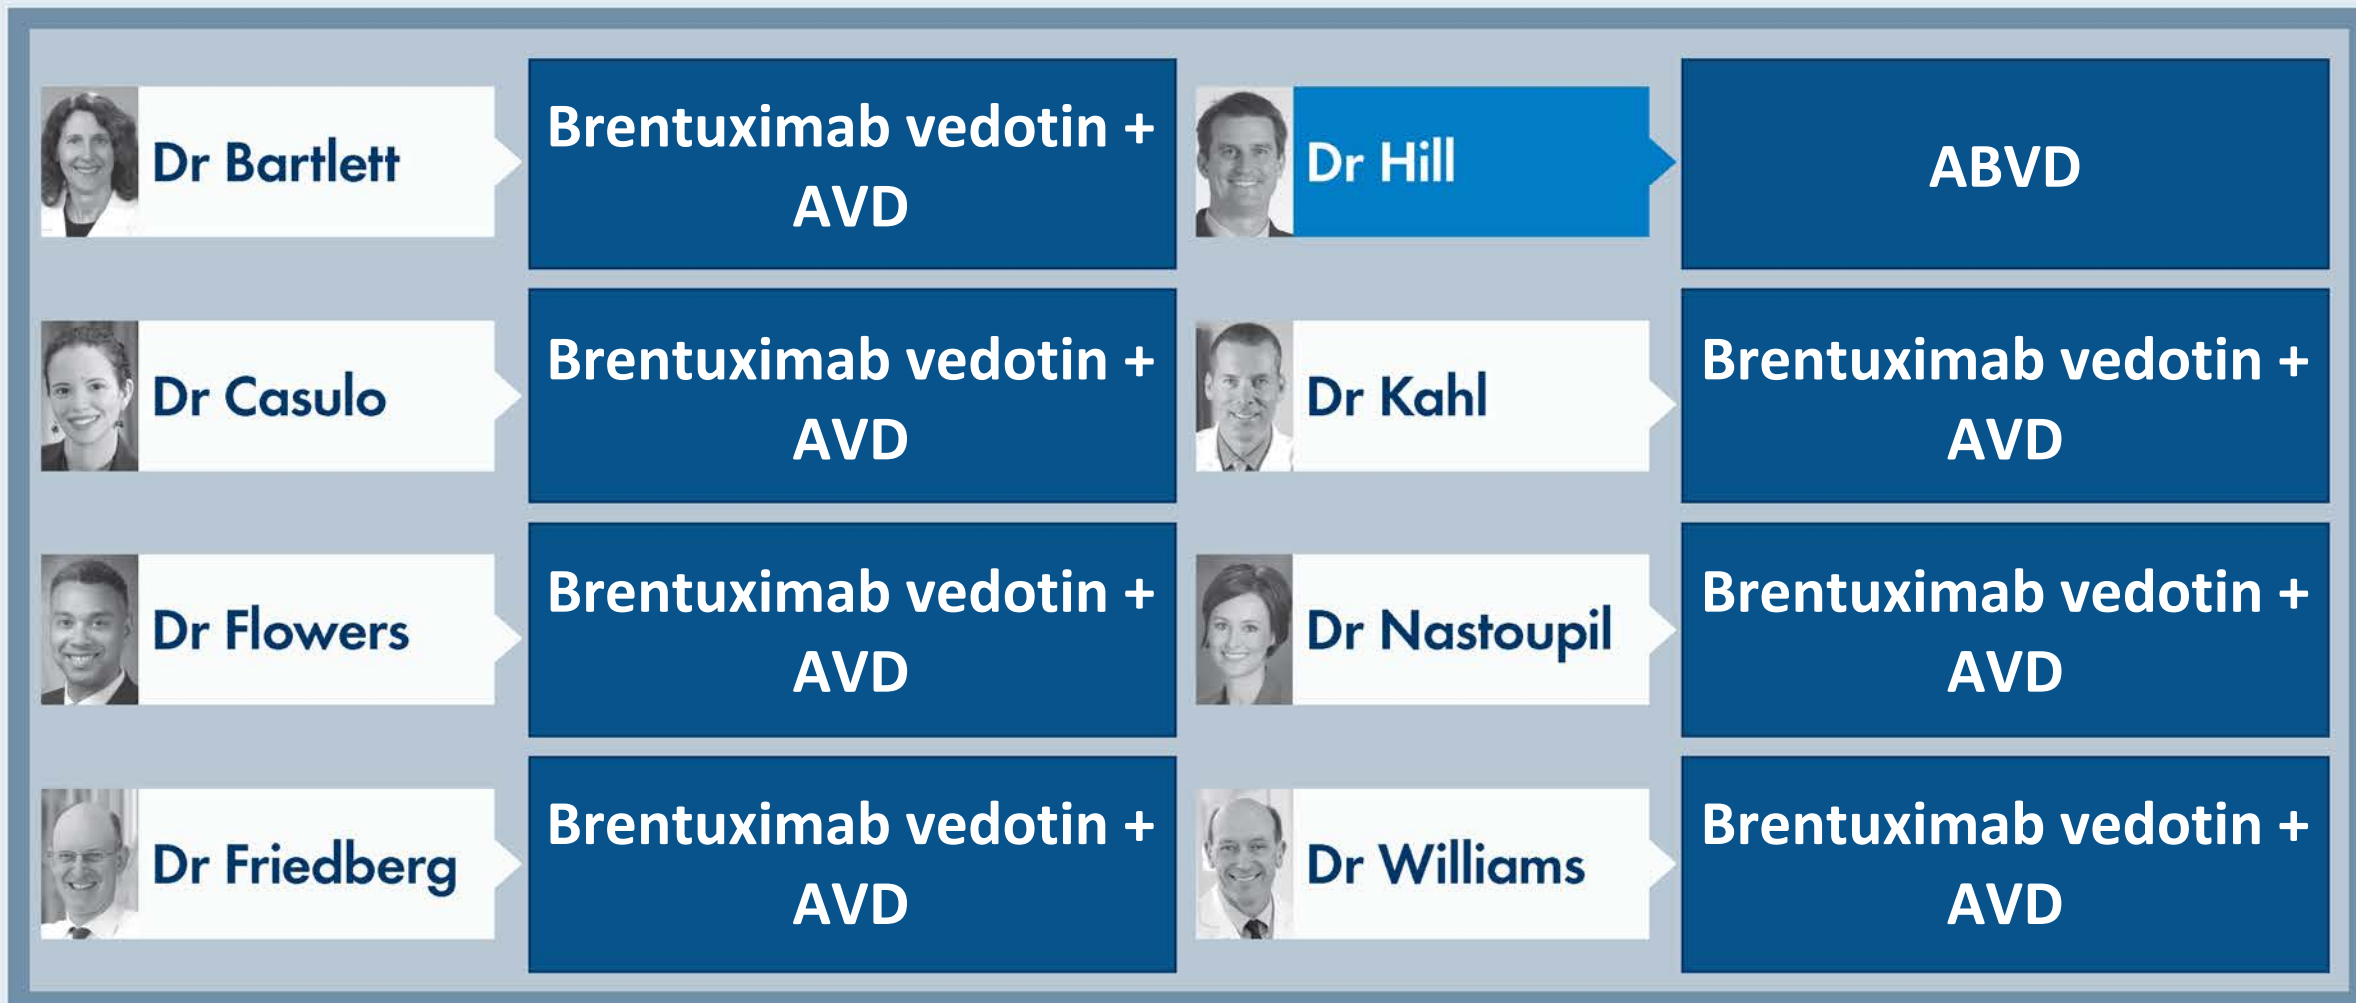 Dr Bartlett
Brentuximab vedotin +
AVD
Dr Hill
ABVD
Dr Casulo
Brentuximab vedotin +
AVD
Dr Kahl
Brentuximab vedotin +
AVD
Dr Flowers
Brentuximab vedotin +
AVD
Dr Nastoupil
Brentuximab vedotin +
AVD
Dr Friedberg
Brentuximab vedotin +
AVD
Dr Williams
Brentuximab vedotin +
AVD